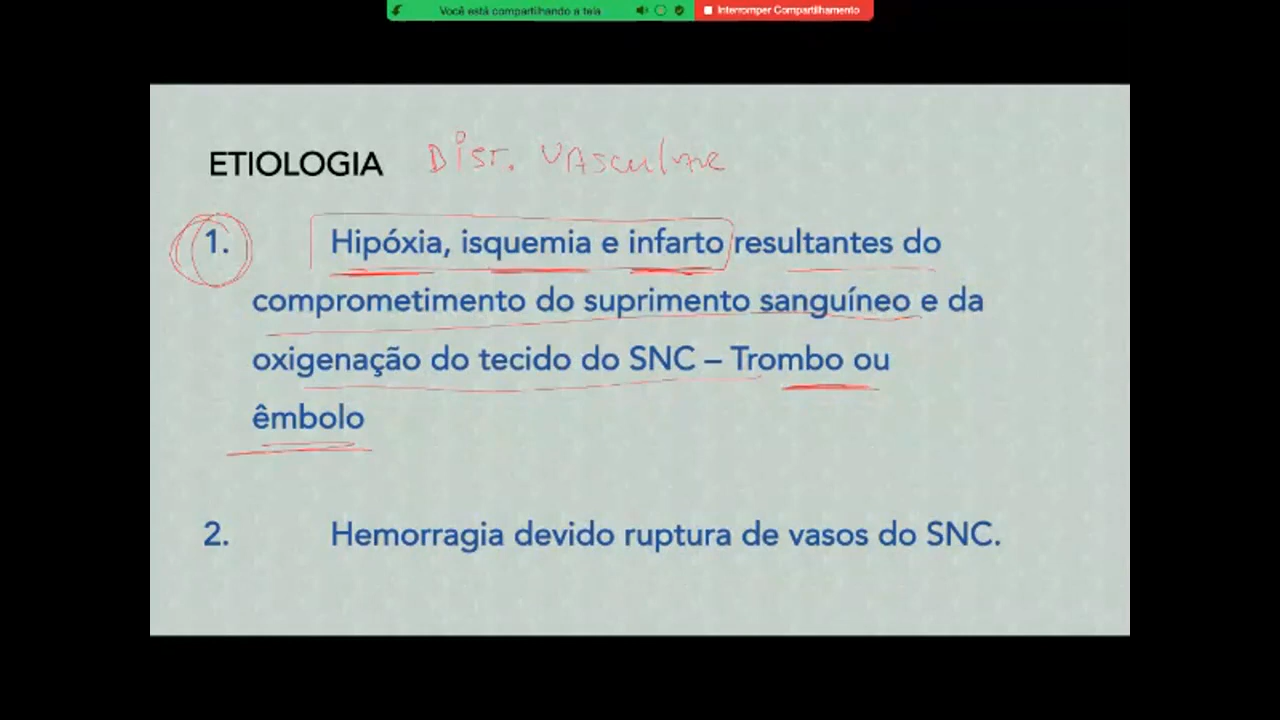 Você está compartilhando a tela
Interromper Compartilhamento
ETIOLOGIA Dist. VAsculAR
1. Hipóxia, isquemia e infarto resultantes do
comprometimento do suprimento sanguíneo e da
oxigenação do tecido do SNC – Trombo ou
êmbolo
2. Hemorragia devido ruptura de vasos do SNC.